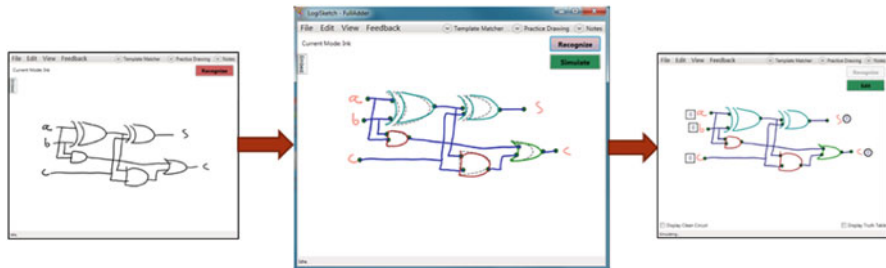 File Edit View Feedback
Template Matcher Practice Drawing Notes
Current Mode: Ink
Recognize
a
b
c
S
C
LogiSketch - FullAdder
File Edit View Feedback
Template Matcher Practice Drawing Notes
Current Mode: Ink
Recognize
Simulate
a
b
c
S
C
File Edit View Feedback
Template Matcher Practice Drawing Notes
Recognize
Edit
a
b
c
S
C
Display Clean Circuit
Display Truth Table